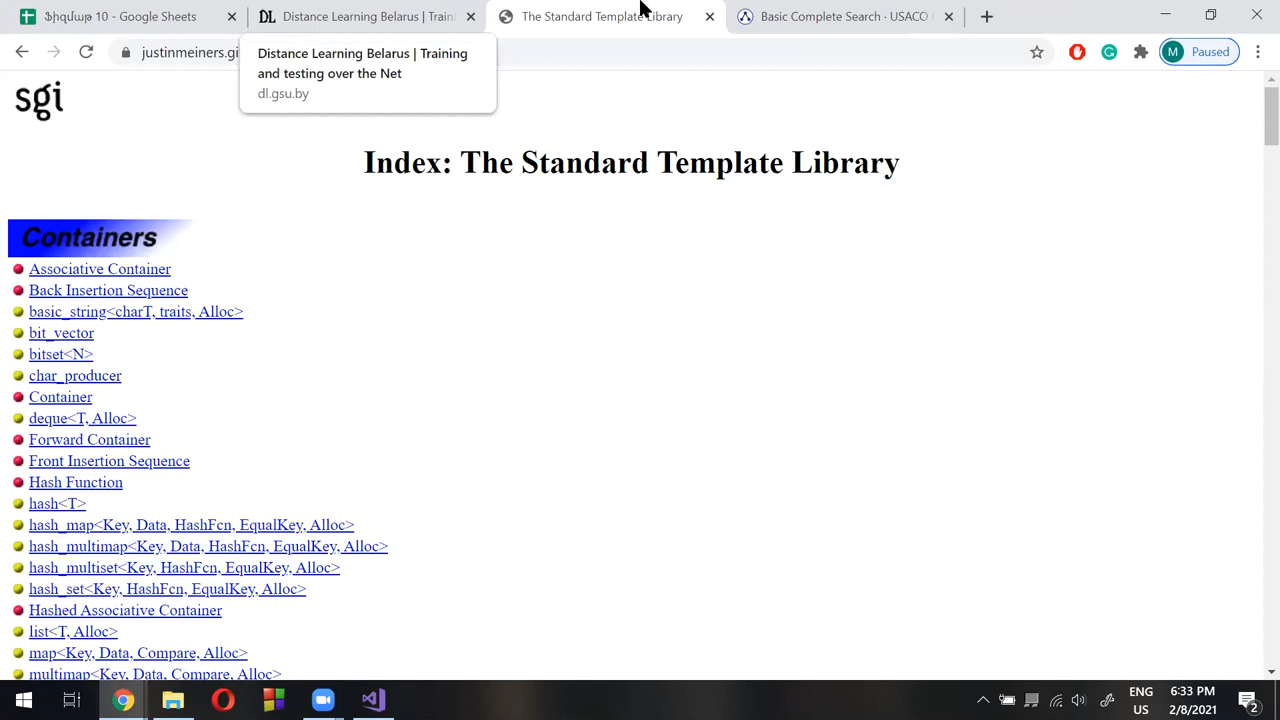 Ֆիզմաթ 10 - Google Sheets
DL Distance Learning Belarus | Traini
The Standard Template Library
Basic Complete Search · USACO
justinmeiners.gi
M Paused
Distance Learning Belarus | Training
and testing over the Net
dl.gsu.by
sgi
Index: The Standard Template Library
Containers
Associative Container
Back Insertion Sequence
basic_string<charT, traits, Alloc>
bit_vector
bitset<N>
char_producer
Container
deque<T, Alloc>
Forward Container
Front Insertion Sequence
Hash Function
hash<T>
hash_map<Key, Data, HashFcn, EqualKey, Alloc>
hash_multimap<Key, Data, HashFcn, EqualKey, Alloc>
hash_multiset<Key, HashFcn, EqualKey, Alloc>
hash_set<Key, HashFcn, EqualKey, Alloc>
Hashed Associative Container
list<T, Alloc>
map<Key, Data, Compare, Alloc>
multimap<Key, Data, Compare, Alloc>
ENG
US
6:33 PM
2/8/2021
2